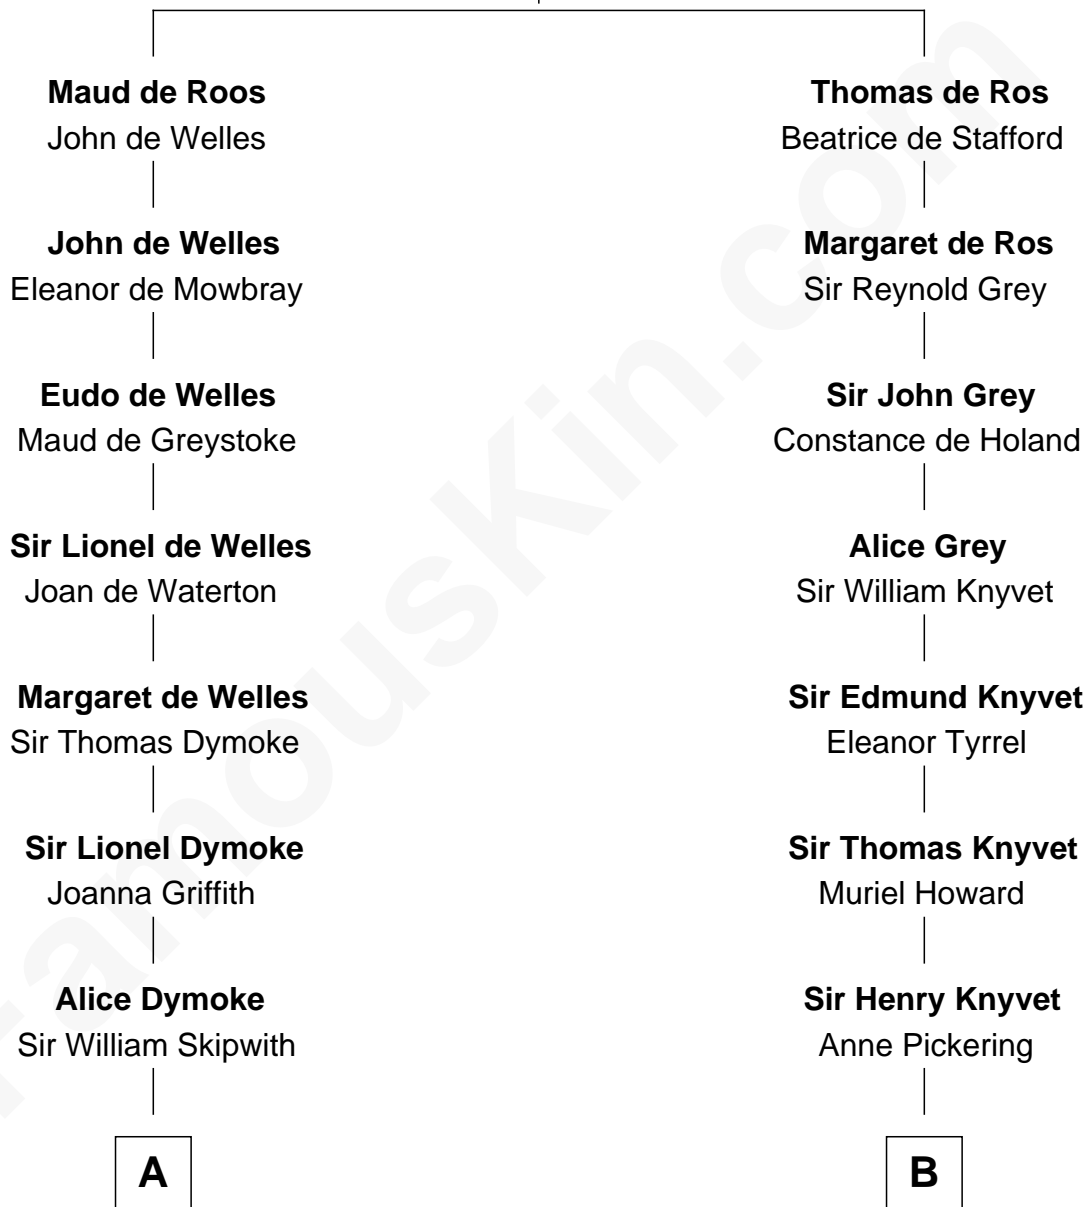 Maud de Roos
John de Welles
John de Welles
Eleanor de Mowbray
Eudo de Welles
Maud de Greystoke
Sir Lionel de Welles
Joan de Waterton
Margaret de Welles
Sir Thomas Dymoke
Sir Lionel Dymoke
Joanna Griffith
Alice Dymoke
Sir William Skipwith
A
Thomas de Ros
Beatrice de Stafford
Margaret de Ros
Sir Reynold Grey
Sir John Grey
Constance de Holand
Alice Grey
Sir William Knyvet
Sir Edmund Knyvet
Eleanor Tyrrel
Sir Thomas Knyvet
Muriel Howard
Sir Henry Knyvet
Anne Pickering
B
FamousKin.com